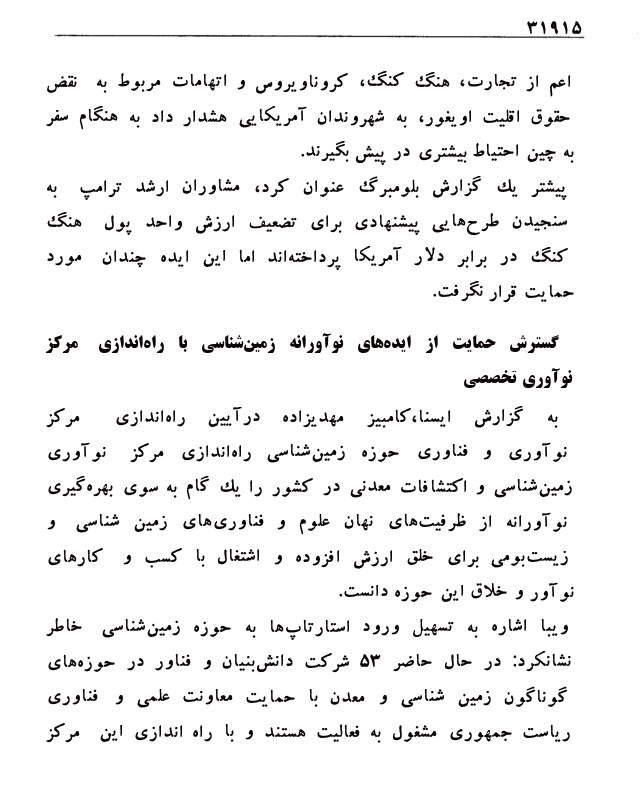 ۳۱۹۱۵
اعم از تجارت، هنگ کنگ، کروناویروس و اتهامات مربوط به نقض
حقوق اقلیت اویغور، به شهروندان آمریکایی هشدار داد به هنگام سفر
به چین احتیاط بیشتری در پیش بگیرند.
پیشتر یك گزارش بلومبرگ عنوان کرد، مشاوران ارشد ترامپ به
سنجیدن طرح‌هایی پیشنهادی برای تضعیف ارزش واحد پول هنگ
کنگ در برابر دلار آمریکا پرداخته‌اند اما این ایده چندان مورد
حمایت قرار نگرفت.
گسترش حمایت از ایده‌های نوآورانه زمین‌شناسی با راه‌اندازی مرکز
نوآوری تخصصی
به گزارش ایسنا،کامبیز مهدیزاده درآیین راه‌اندازی مرکز
نوآوری و فناوری حوزه زمین‌شناسی راه‌اندازی مرکز نوآوری
زمین‌شناسی و اکتشافات معدنی در کشور را یك گام به سوی بهره‌گیری
نوآورانه از ظرفیت‌های نهان علوم و فناوری‌های زمین شناسی و
زیست‌بومی برای خلق ارزش افزوده و اشتغال با کسب و کارهای
نوآور و خلاق این حوزه دانست.
ویبا اشاره به تسهیل ورود استارتاپ‌ها به حوزه زمین‌شناسی خاطر
نشانکرد: در حال حاضر ۵۳ شرکت دانش‌بنیان و فناور در حوزه‌های
گوناگون زمین شناسی و معدن با حمایت معاونت علمی و فناوری
ریاست جمهوری مشغول به فعالیت هستند و با راه اندازی این مرکز